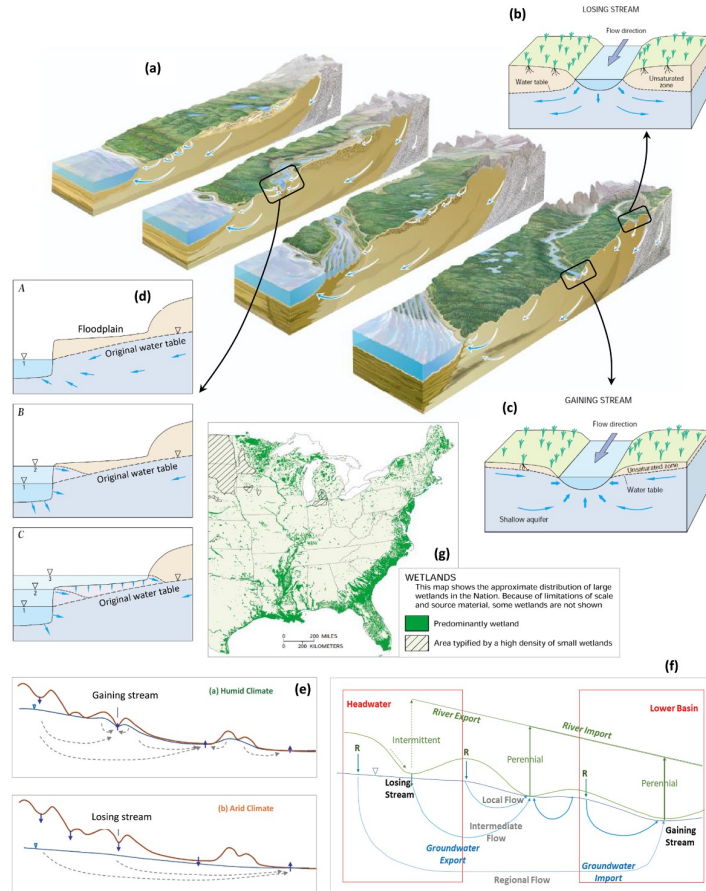 (a)
(b)
LOSING STREAM
Flow direction
Water table
Unsaturated
zone
A
(d)
Floodplain
Original water table
1
B
2
1
Original water table
C
3
2
1
Original water table
GAINING STREAM
(c)
Flow direction
Unsaturated zone
Water table
Shallow aquifer
(g)
WETLANDS
This map shows the approximate distribution of large
wetlands in the Nation. Because of limitations of scale
and source material, some wetlands are not shown
Predominantly wetland
Area typified by a high density of small wetlands
0 200 MILES
0 200 KILOMETERS
(e)
(a) Humid Climate
Gaining stream
(b) Arid Climate
Losing stream
(f)
Headwater
Lower Basin
River Export
River Import
Intermittent
Perennial
Perennial
R
R
R
Losing
Stream
Local Flow
Intermediate
Flow
Gaining
Stream
Groundwater
Export
Groundwater
Import
Regional Flow